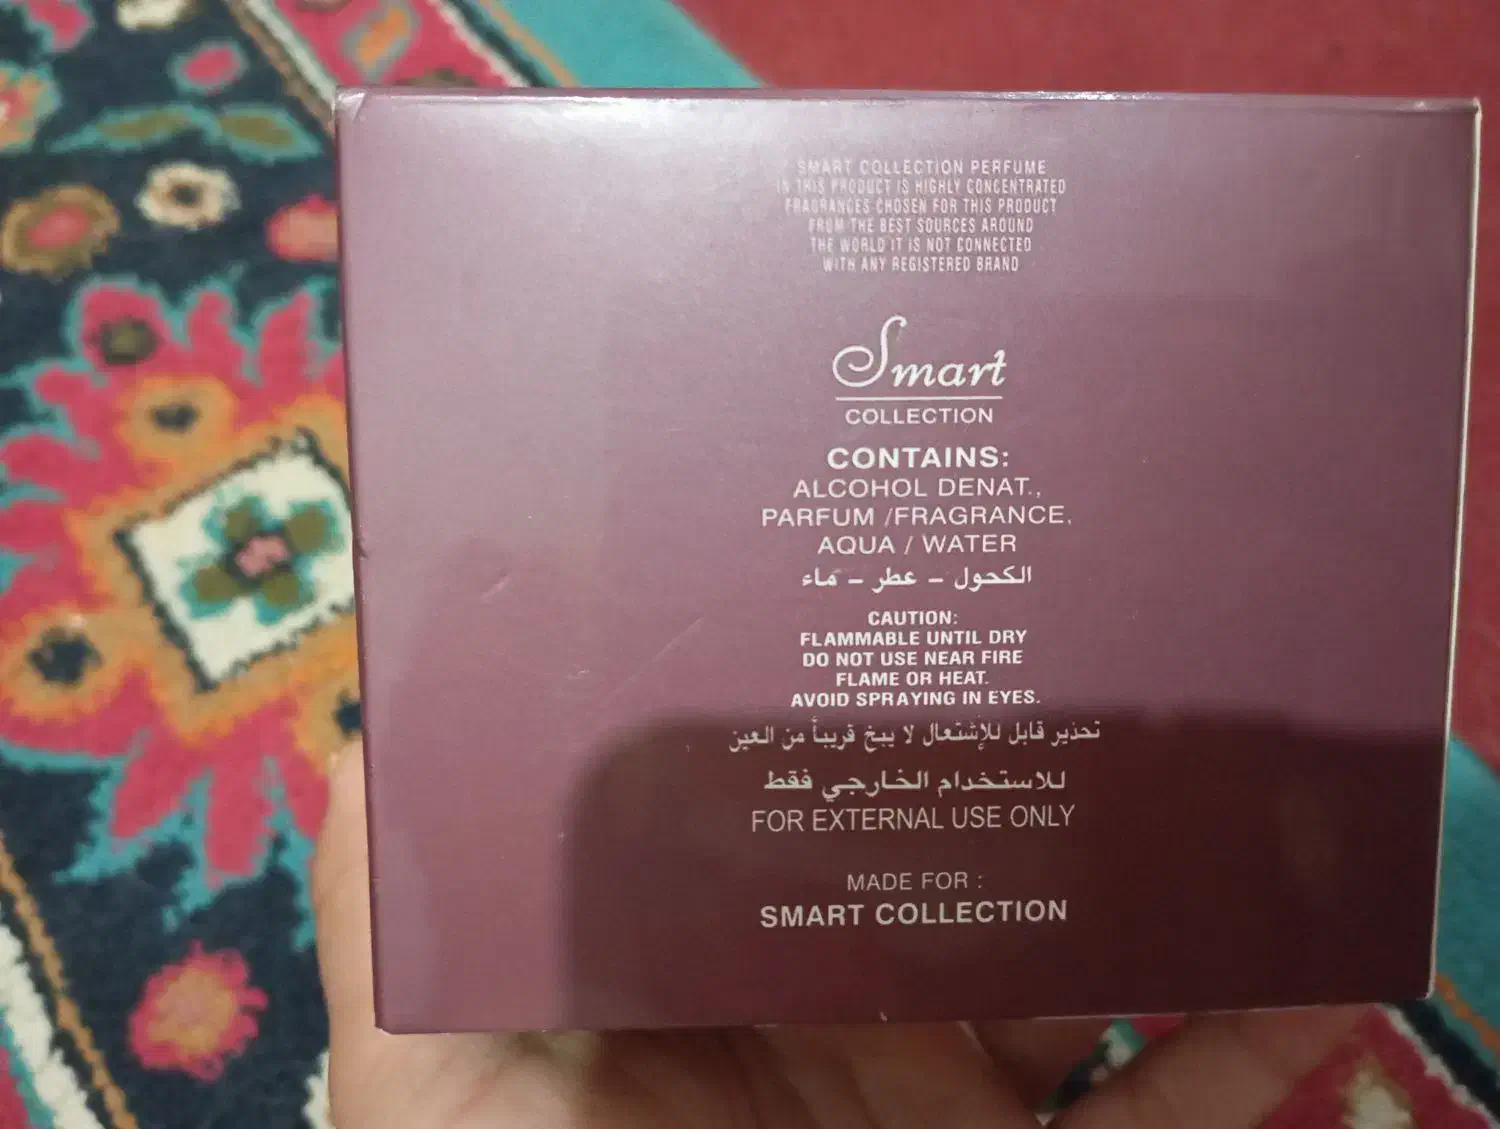 SMART COLLECTION PERFUME
IN THIS PRODUCT IS HIGHLY CONCENTRATED
FRAGRANCES CHOSEN FOR THIS PRODUCT
FROM THE BEST SOURCES AROUND
THE WORLD IT IS NOT CONNECTED
WITH ANY REGISTERED BRAND
Smart
COLLECTION
CONTAINS:
ALCOHOL DENAT.,
PARFUM /FRAGRANCE,
AQUA / WATER
الكحول - عطر - ماء
CAUTION:
FLAMMABLE UNTIL DRY
DO NOT USE NEAR FIRE
FLAME OR HEAT.
AVOID SPRAYING IN EYES.
تحذير قابل للإشتعال لا يبخ قريباً من العين
للاستخدام الخارجي فقط
FOR EXTERNAL USE ONLY
MADE FOR :
SMART COLLECTION